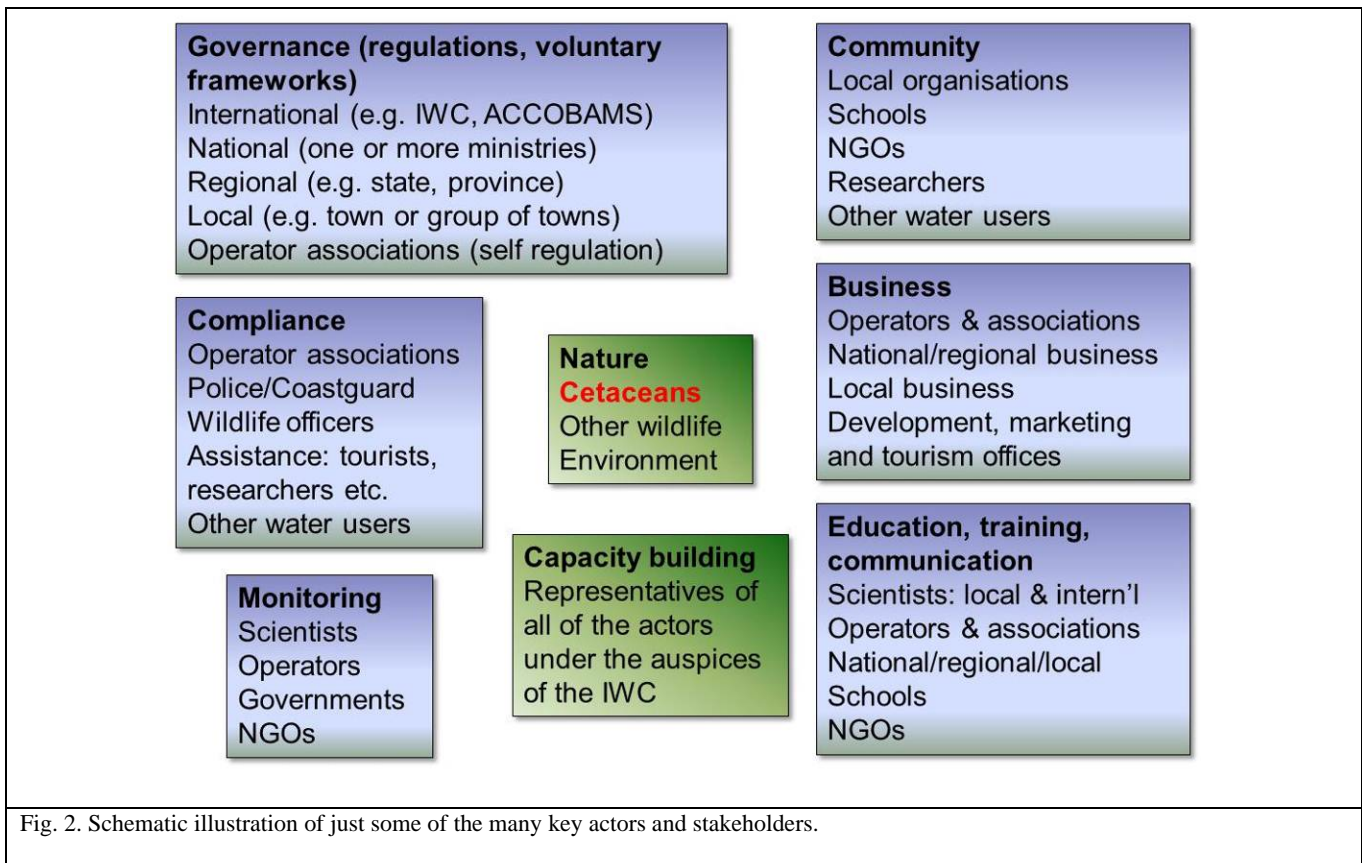 Governance (regulations, voluntary
frameworks)
International (e.g. IWC, ACCOBAMS)
National (one or more ministries)
Regional (e.g. state, province)
Local (e.g. town or group of towns)
Operator associations (self regulation)
Community
Local organisations
Schools
NGOs
Researchers
Other water users
Compliance
Operator associations
Police/Coastguard
Wildlife officers
Assistance: tourists,
researchers etc.
Other water users
Nature
Cetaceans
Other wildlife
Environment
Business
Operators & associations
National/regional business
Local business
Development, marketing
and tourism offices
Monitoring
Scientists
Operators
Governments
NGOs
Capacity building
Representatives of
all of the actors
under the auspices
of the IWC
Education, training,
communication
Scientists: local & intern'l
Operators & associations
National/regional/local
Schools
NGOs
Fig. 2. Schematic illustration of just some of the many key actors and stakeholders.